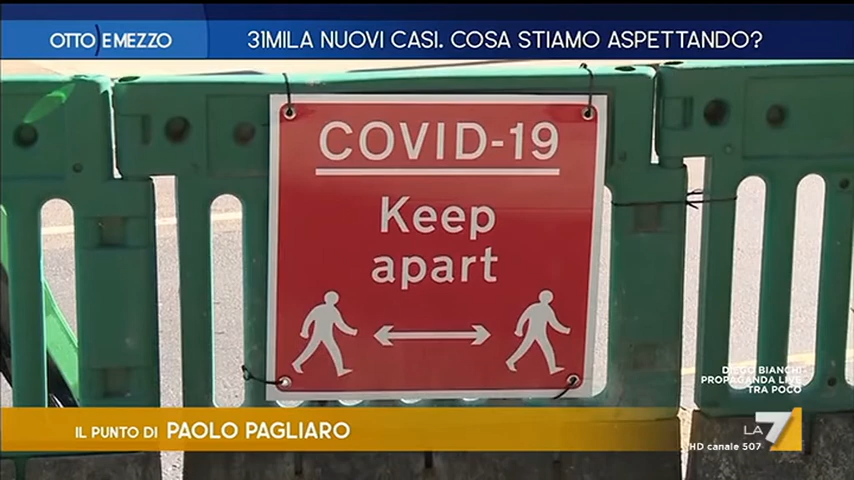 OTTO E MEZZO
31MILA NUOVI CASI. COSA STIAMO ASPETTANDO?
COVID-19
Keep
apart
DIEGO BIANCHI
PROPAGANDA LIVE
TRA POCO
IL PUNTO DI PAOLO PAGLIARO
LA7
HD canale 507